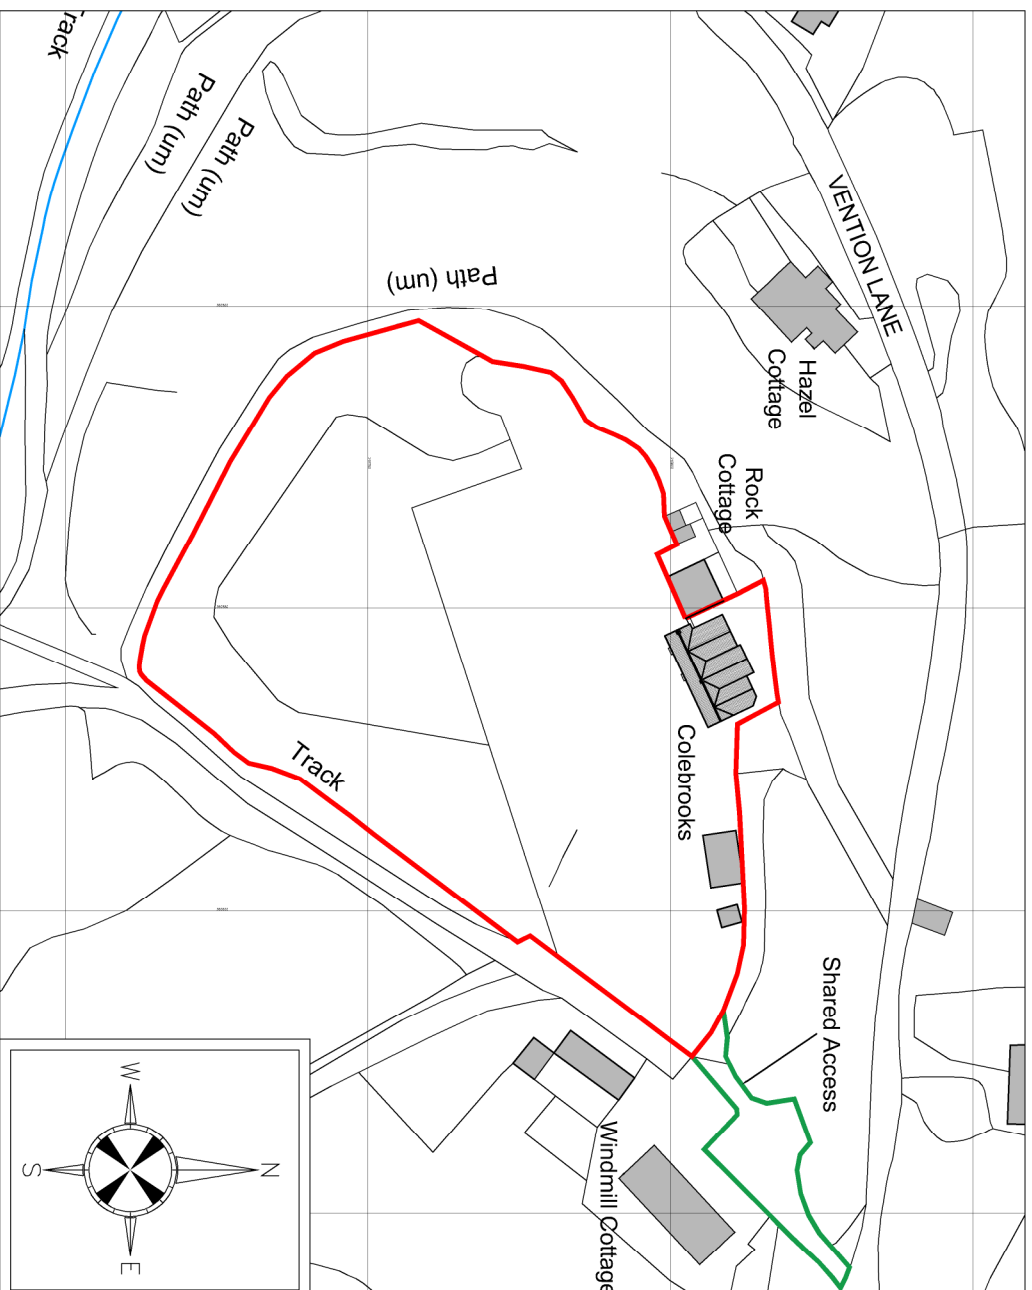 Track
Path (um)
Path (um)
Path (um)
VENTION LANE
Hazel
Cottage
Rock
Cottage
Colebrooks
Track
Shared Access
Windmill Cottage
N
W
E
S